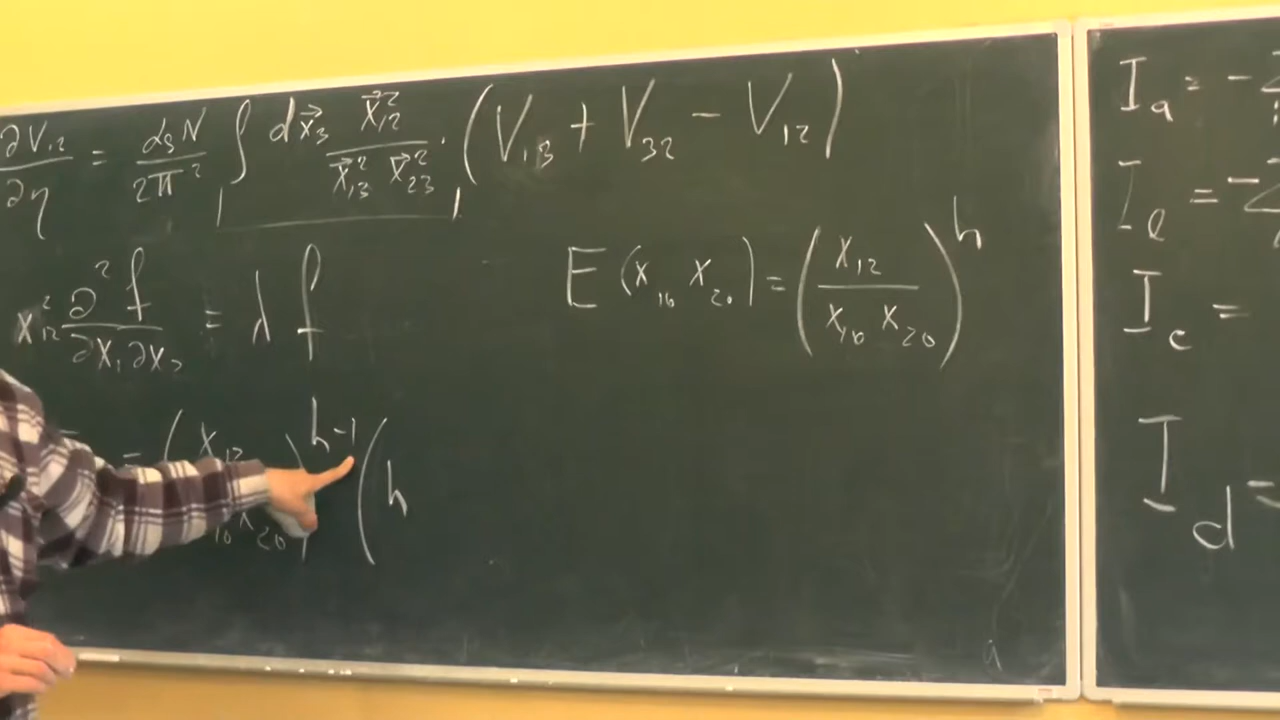 ∂V₁₂/∂η = α_s N/2π² ∫ dx⃗₃ x⃗₁₂²/(x⃗₁₃² x⃗₂₃²) · (V₁₃ + V₃₂ − V₁₂)
x₁₂² ∂²f/∂x₁∂x₂ = λ f
E(x₁₀ x₂₀) = (x₁₂/(x₁₀ x₂₀))^h
= (x₁₂/(x₁₀ x₂₀))^(h−1) (h
a
I_a = −
I_e = −
I_c =
I_d =